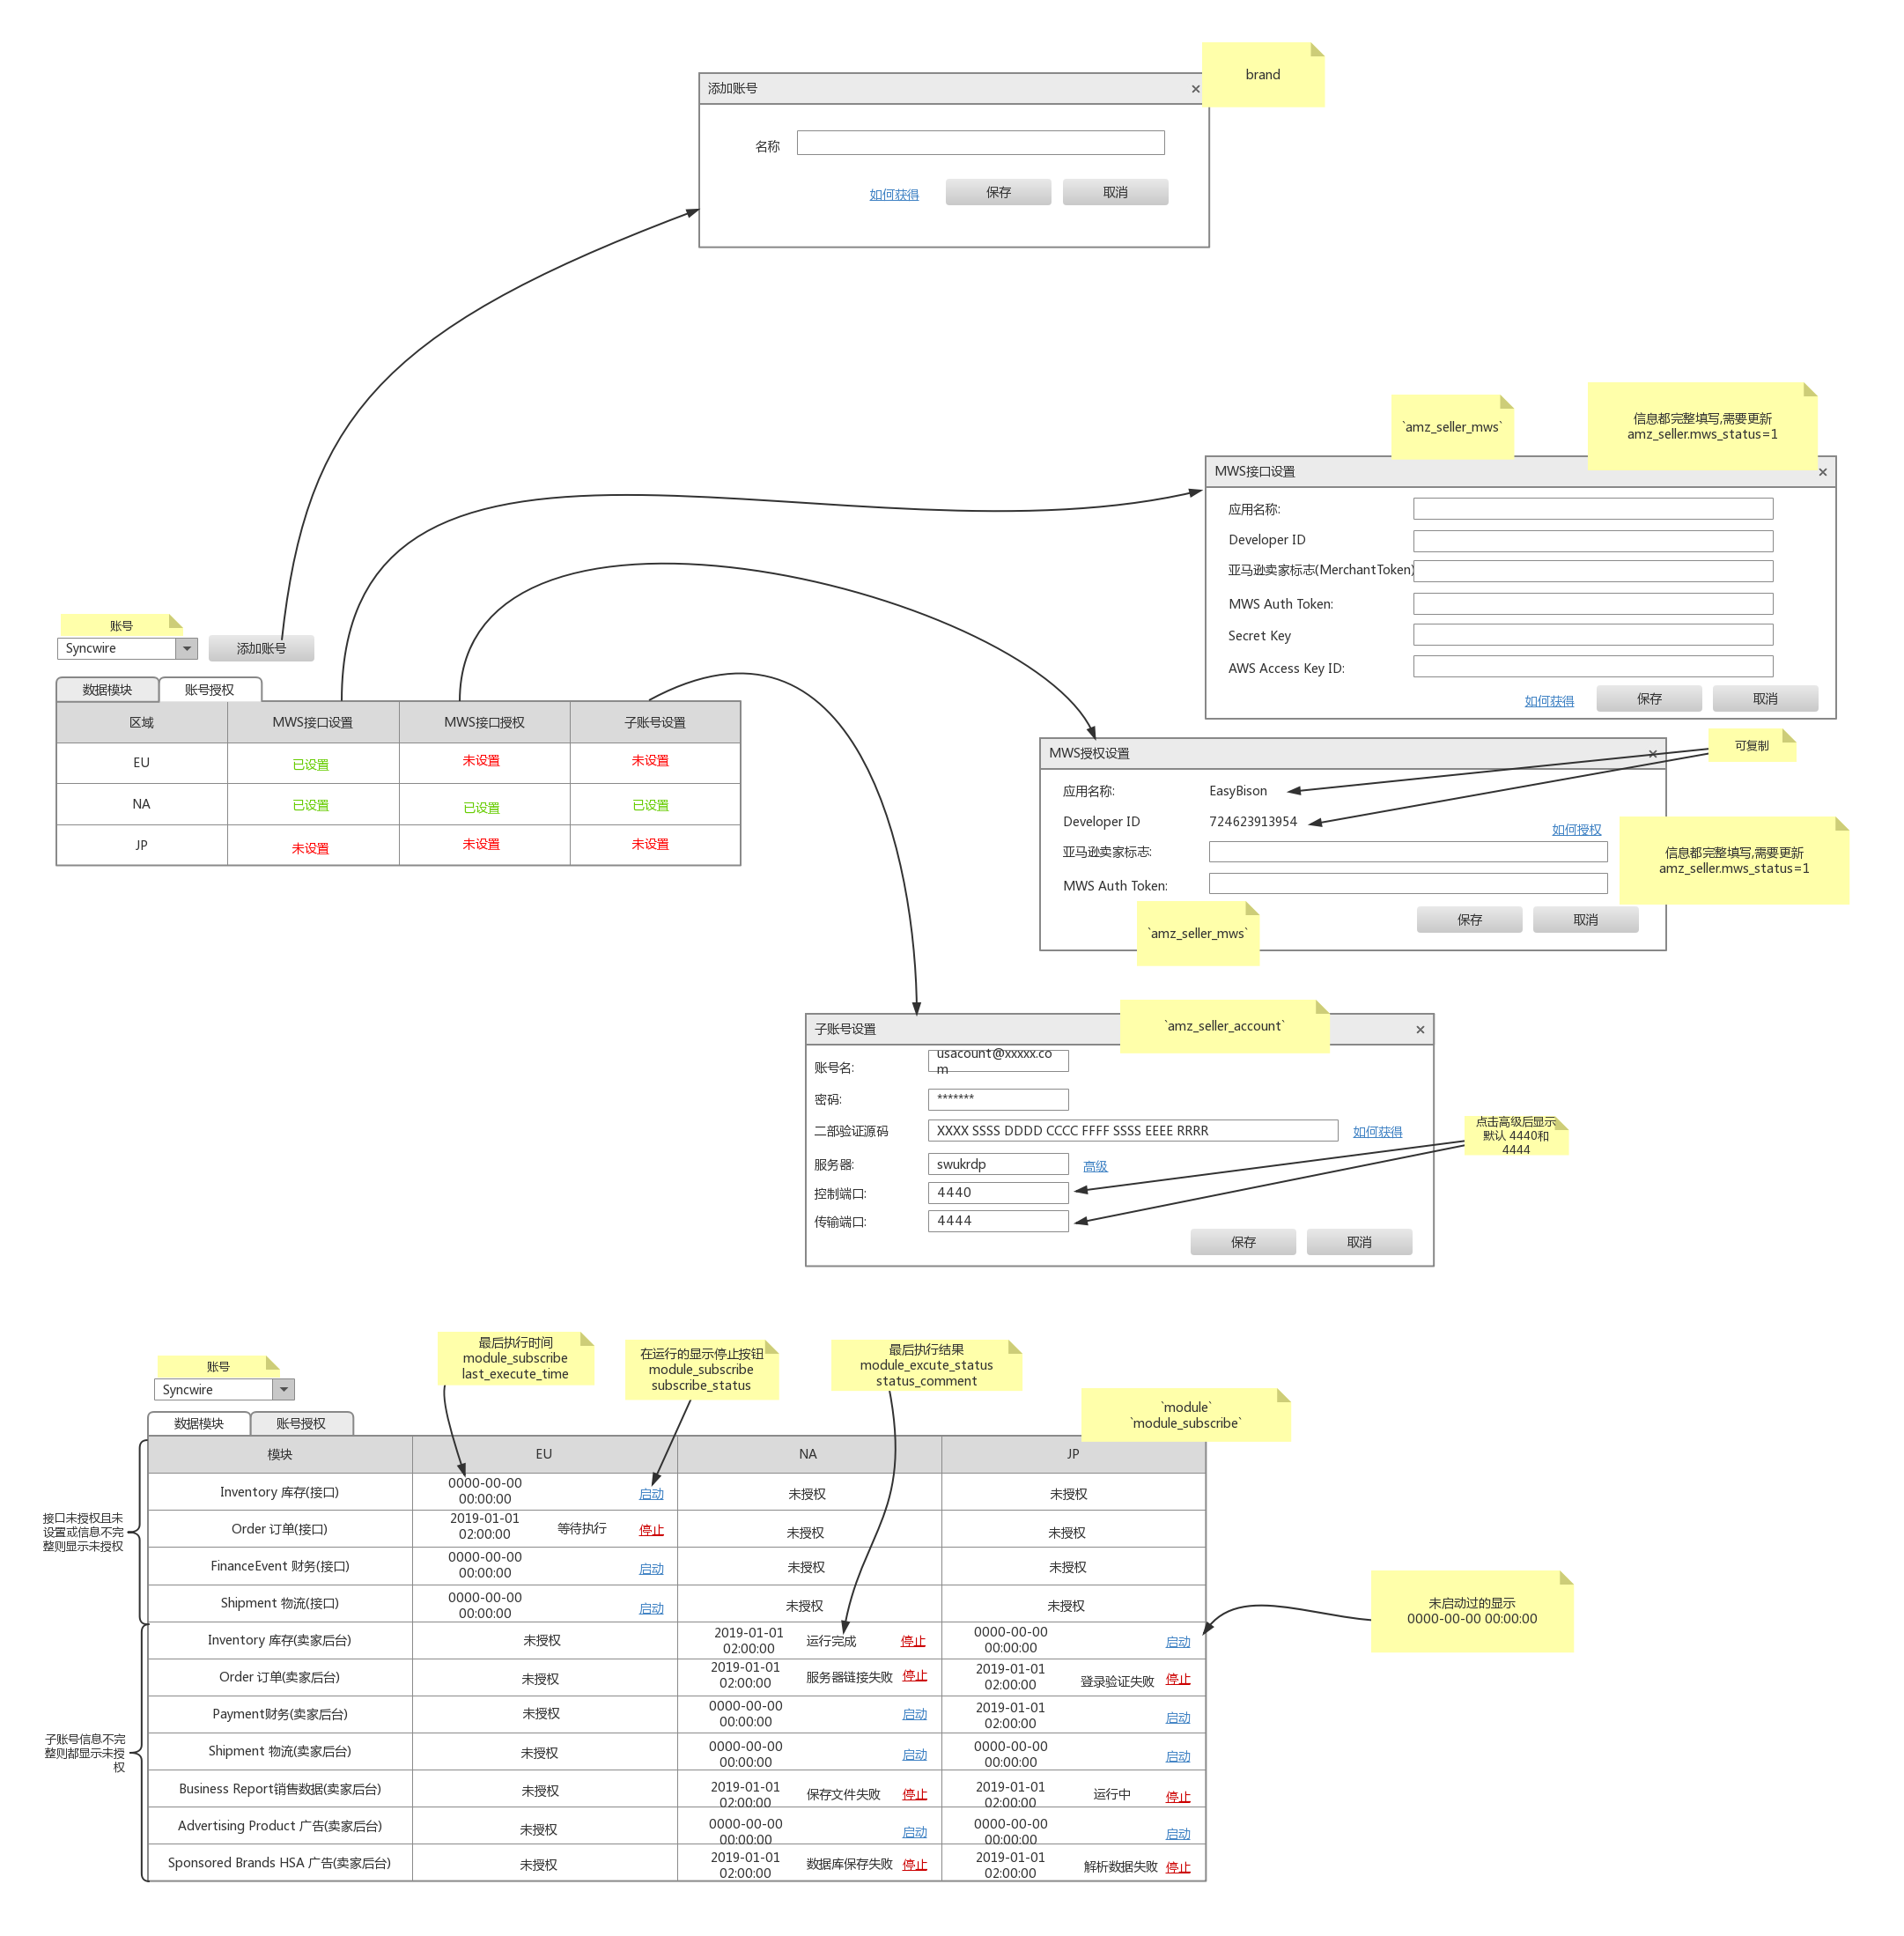 brand
添加账号
×
名称
如何获得
保存
取消
`amz_seller_mws`
信息都完整填写,需要更新
amz_seller.mws_status=1
MWS接口设置
×
应用名称:
Developer ID
亚马逊卖家标志(MerchantToken)
MWS Auth Token:
Secret Key
AWS Access Key ID:
如何获得
保存
取消
账号
Syncwire
添加账号
数据模块
账号授权
区域
MWS接口设置
MWS接口授权
子账号设置
EU
已设置
未设置
未设置
NA
已设置
已设置
已设置
JP
未设置
未设置
未设置
MWS授权设置
×
可复制
应用名称:
EasyBison
Developer ID
724623913954
如何授权
亚马逊卖家标志:
MWS Auth Token:
信息都完整填写,需要更新
amz_seller.mws_status=1
保存
取消
`amz_seller_mws`
子账号设置
`amz_seller_account`
×
账号名:
usacount@xxxxx.co
m
密码:
*******
二部验证源码
XXXX SSSS DDDD CCCC FFFF SSSS EEEE RRRR
如何获得
点击高级后显示
默认 4440和
4444
服务器:
swukrdp
高级
控制端口:
4440
传输端口:
4444
保存
取消
最后执行时间
module_subscribe
last_execute_time
在运行的显示停止按钮
module_subscribe
subscribe_status
最后执行结果
module_excute_status
status_comment
`module`
`module_subscribe`
账号
Syncwire
数据模块
账号授权
模块
EU
NA
JP
接口未授权且未
设置或信息不完
整则显示未授权
Inventory 库存(接口)
0000-00-00
00:00:00
启动
未授权
未授权
Order 订单(接口)
2019-01-01
02:00:00
等待执行
停止
未授权
未授权
FinanceEvent 财务(接口)
0000-00-00
00:00:00
启动
未授权
未授权
Shipment 物流(接口)
0000-00-00
00:00:00
启动
未授权
未授权
未启动过的显示
0000-00-00 00:00:00
子账号信息不完
整则都显示未授
权
Inventory 库存(卖家后台)
未授权
2019-01-01
02:00:00
运行完成
停止
0000-00-00
00:00:00
启动
Order 订单(卖家后台)
未授权
2019-01-01
02:00:00
服务器链接失败
停止
2019-01-01
02:00:00
登录验证失败
停止
Payment财务(卖家后台)
未授权
0000-00-00
00:00:00
启动
2019-01-01
02:00:00
启动
Shipment 物流(卖家后台)
未授权
0000-00-00
00:00:00
启动
0000-00-00
00:00:00
启动
Business Report销售数据(卖家后台)
未授权
2019-01-01
02:00:00
保存文件失败
停止
2019-01-01
02:00:00
运行中
停止
Advertising Product 广告(卖家后台)
未授权
0000-00-00
00:00:00
启动
0000-00-00
00:00:00
启动
Sponsored Brands HSA 广告(卖家后台)
未授权
2019-01-01
02:00:00
数据库保存失败
停止
2019-01-01
02:00:00
解析数据失败
停止